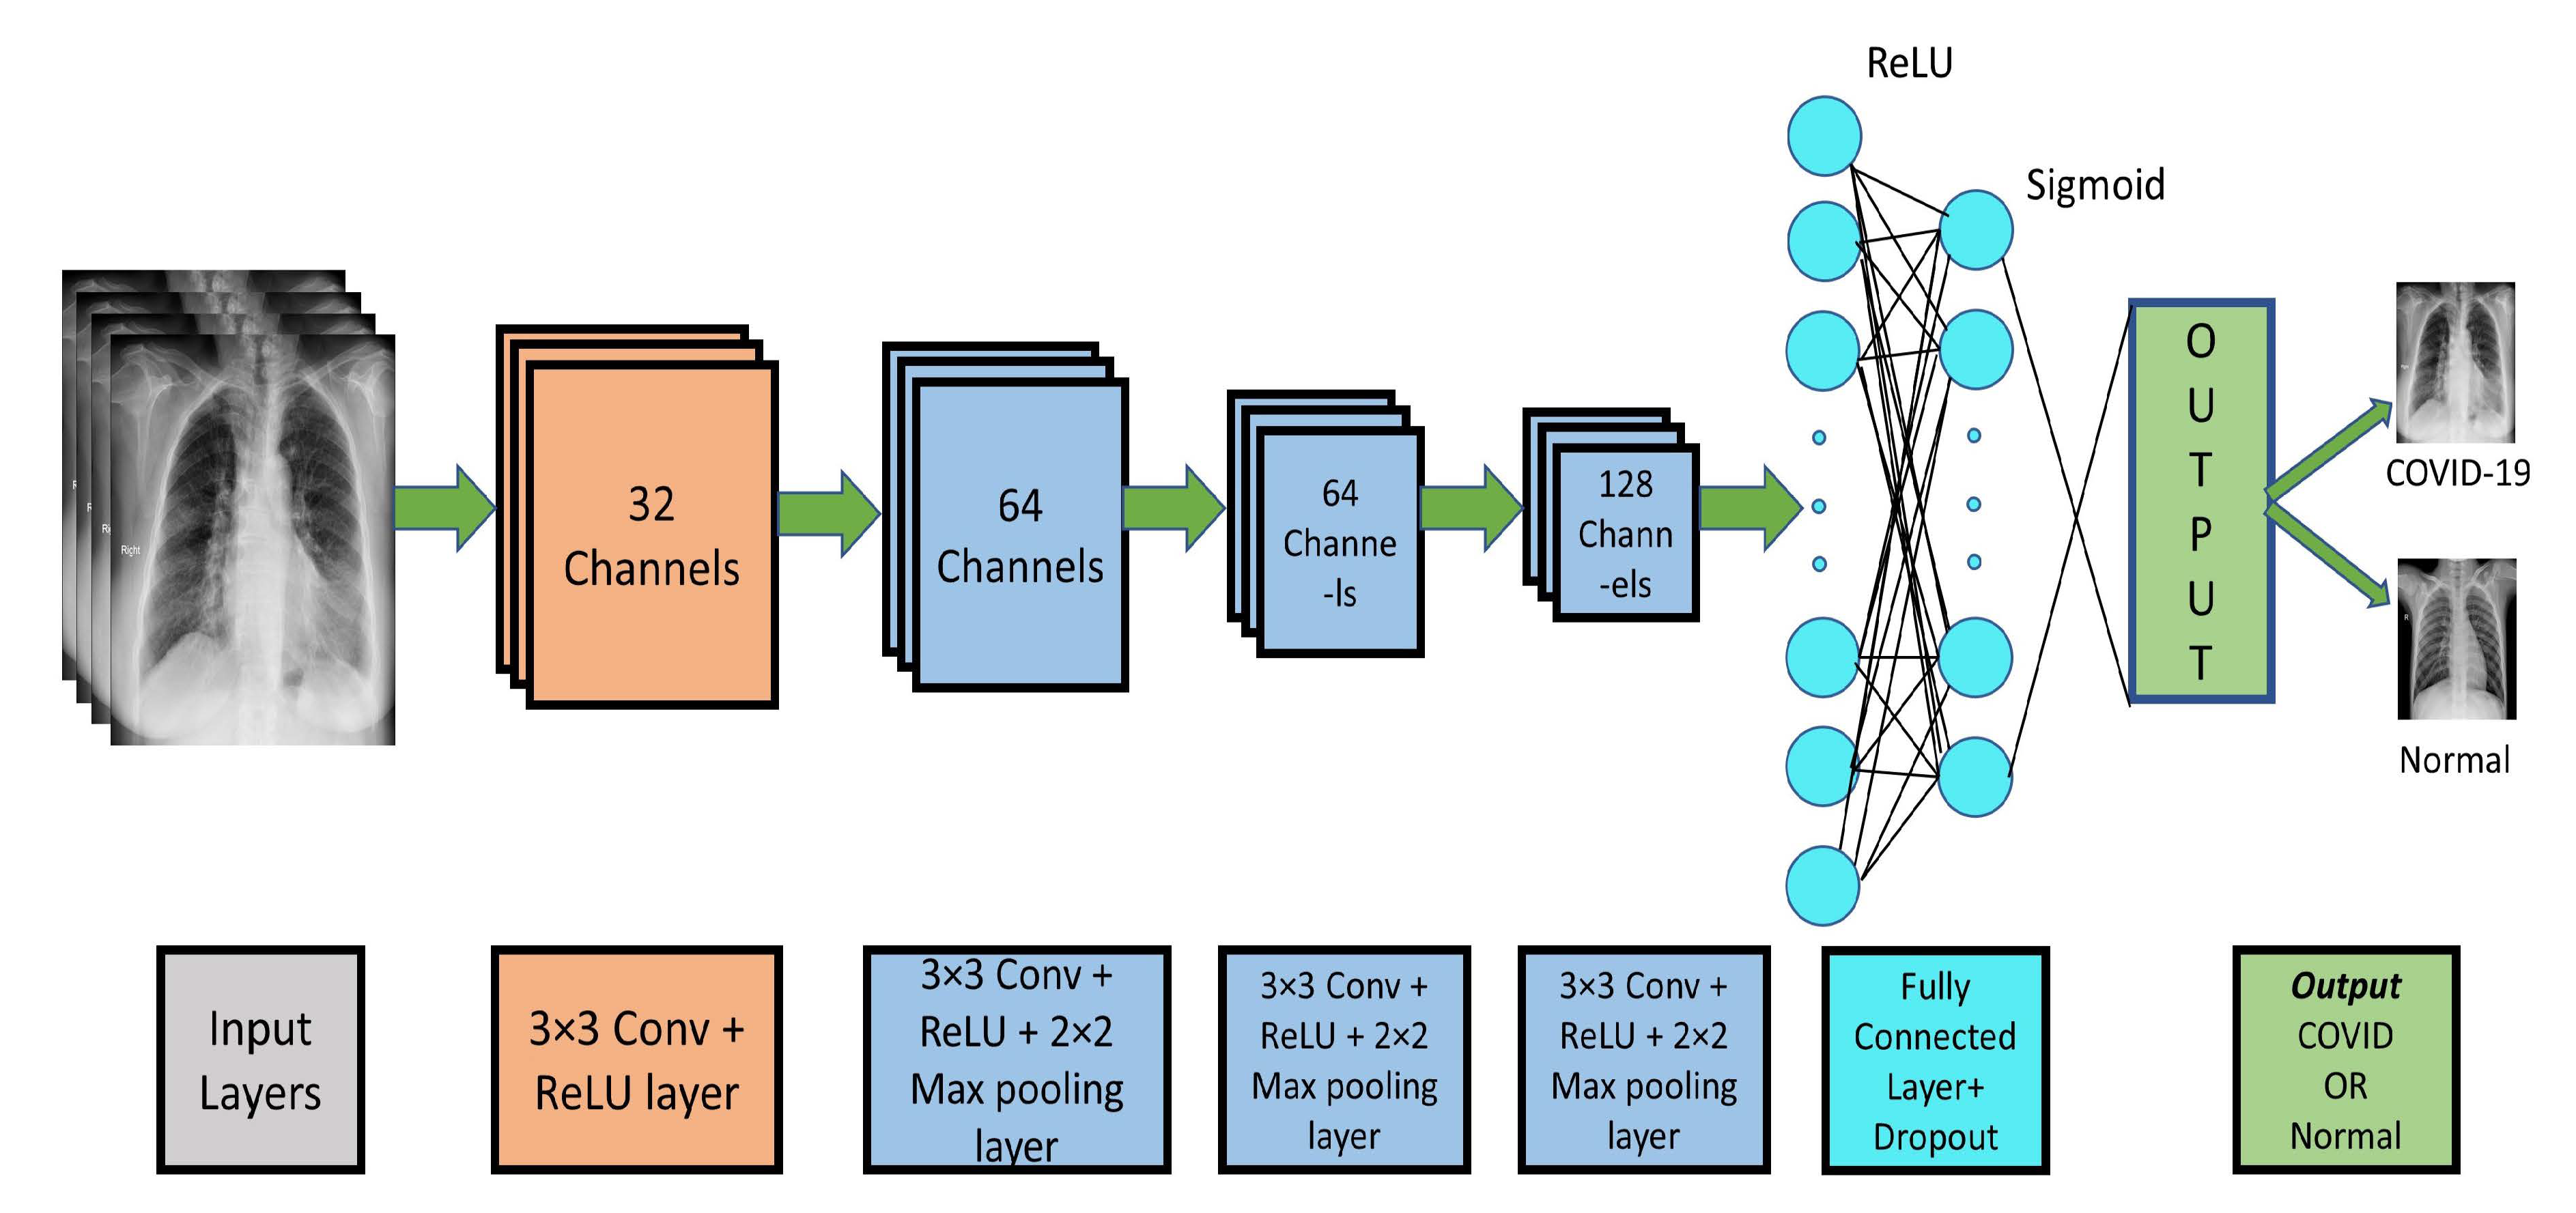 ReLU
Sigmoid
R
R
Ri
Right
32
Channels
64
Channels
64
Channe
-ls
128
Chann
-els
O
U
T
P
U
T
COVID-19
R
Normal
Input
Layers
3×3 Conv +
ReLU layer
3×3 Conv +
ReLU + 2×2
Max pooling
layer
3×3 Conv +
ReLU + 2×2
Max pooling
layer
3×3 Conv +
ReLU + 2×2
Max pooling
layer
Fully
Connected
Layer+
Dropout
Output
COVID
OR
Normal